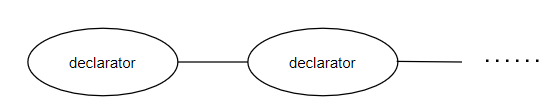 declarator declarator ......